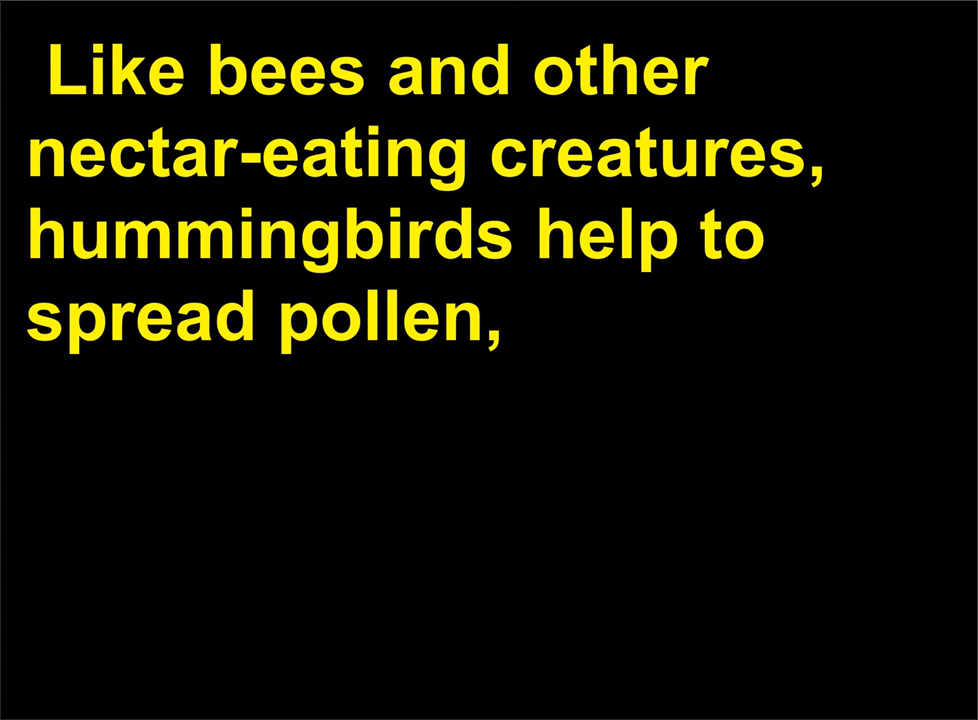 Like bees and other
nectar-eating creatures,
hummingbirds help to
spread pollen,